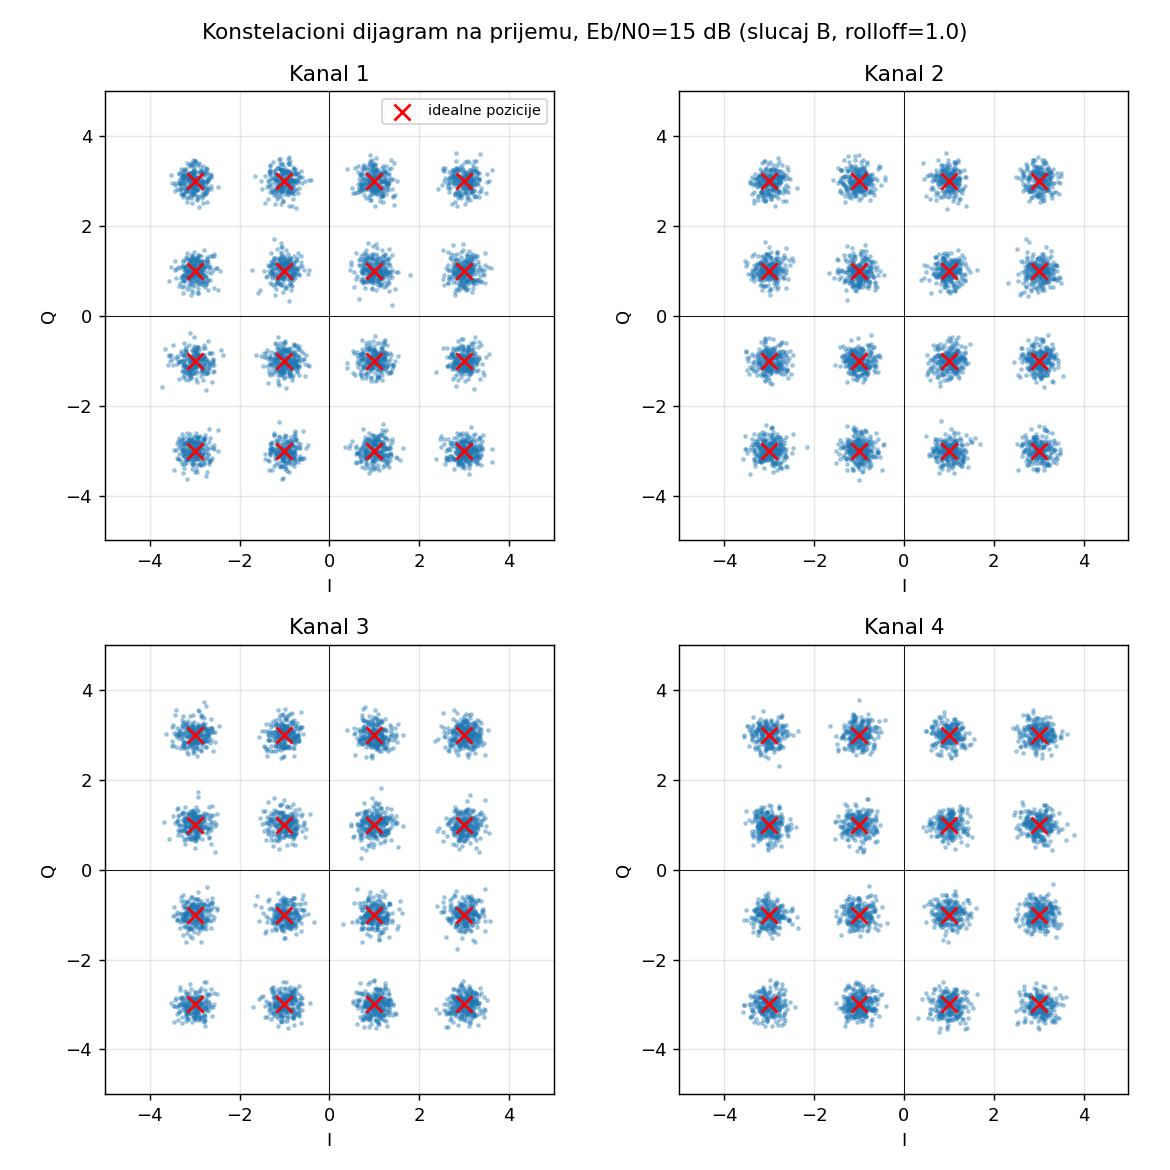 Konstelacioni dijagram na prijemu, Eb/N0=15 dB (slucaj B, rolloff=1.0)
Kanal 1
Kanal 2
idealne pozicije
4
2
0
−2
−4
Q
−4 −2 0 2 4
I
4
2
0
−2
−4
Q
−4 −2 0 2 4
I
Kanal 3
Kanal 4
4
2
0
−2
−4
Q
−4 −2 0 2 4
I
4
2
0
−2
−4
Q
−4 −2 0 2 4
I